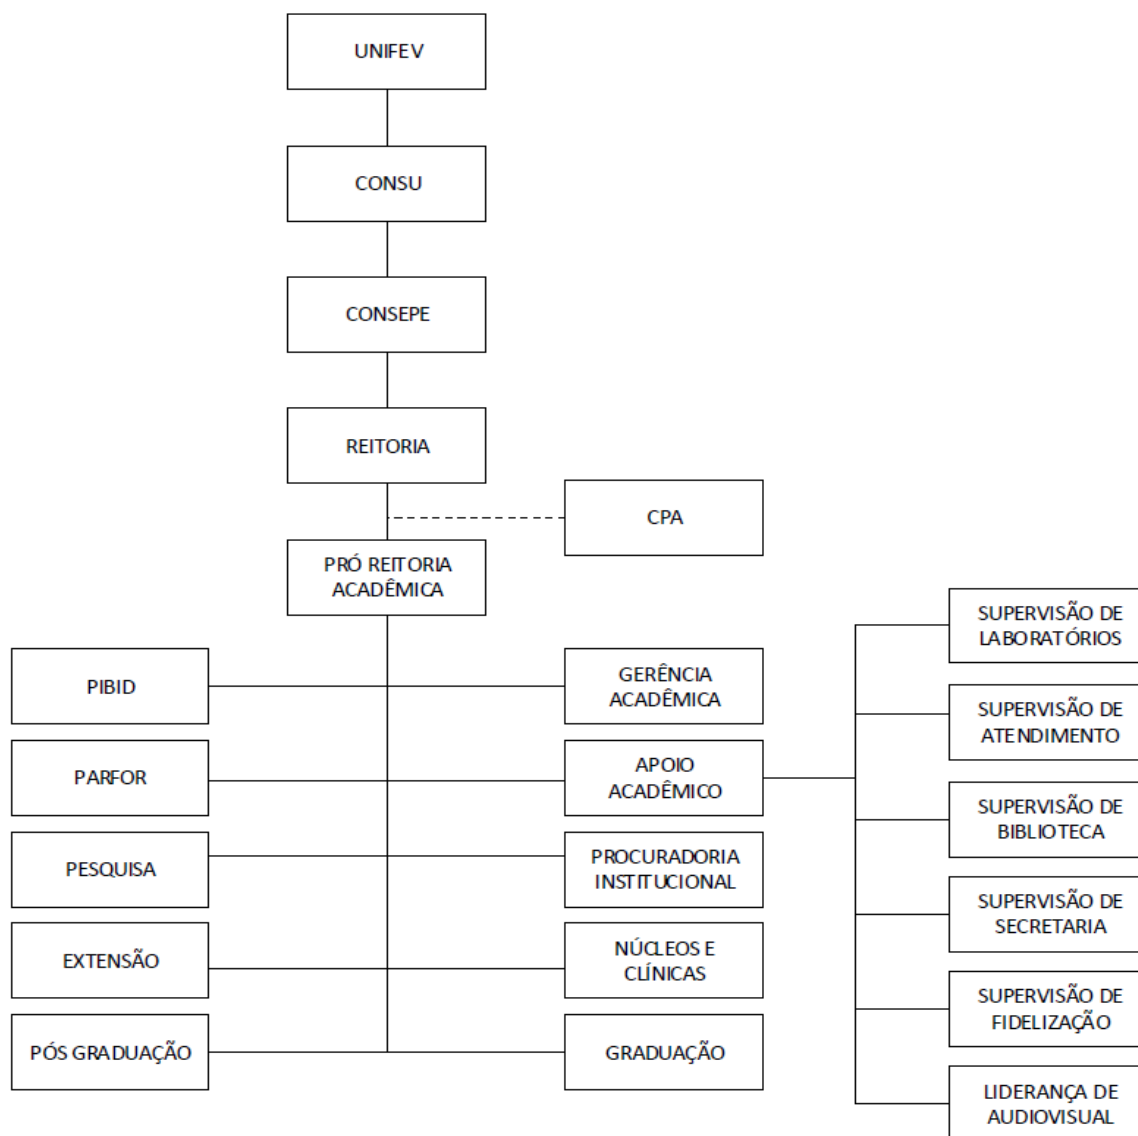 UNIFEV
CONSU
CONSEPE
REITORIA
CPA
PRÓ REITORIA
ACADÊMICA
PIBID
PARFOR
PESQUISA
EXTENSÃO
PÓS GRADUAÇÃO
GERÊNCIA
ACADÊMICA
APOIO
ACADÊMICO
PROCURADORIA
INSTITUCIONAL
NÚCLEOS E
CLÍNICAS
GRADUAÇÃO
SUPERVISÃO DE
LABORATÓRIOS
SUPERVISÃO DE
ATENDIMENTO
SUPERVISÃO DE
BIBLIOTECA
SUPERVISÃO DE
SECRETARIA
SUPERVISÃO DE
FIDELIZAÇÃO
LIDERANÇA DE
AUDIOVISUAL